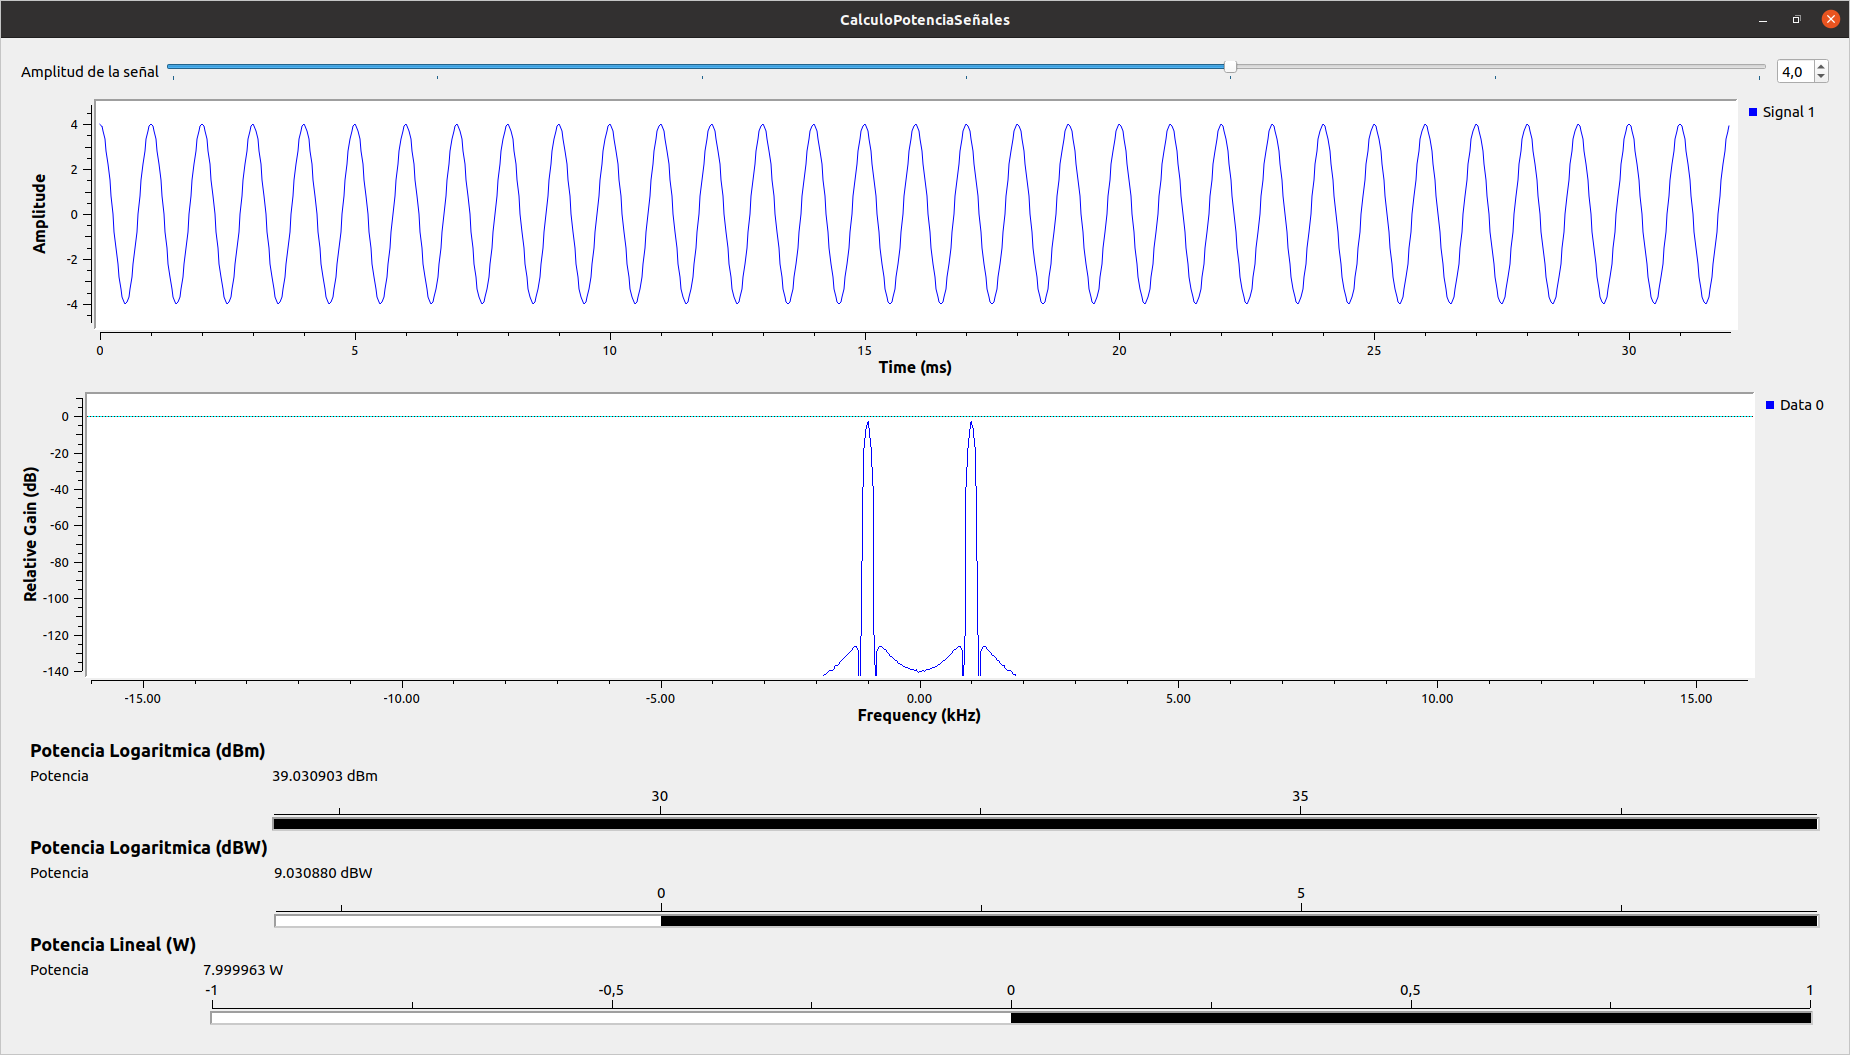 CalculoPotenciaSeñales
Amplitud de la señal
4,0
Signal 1
4
2
0
-2
-4
Amplitude
0 5 10 15 20 25 30
Time (ms)
Data 0
0
-20
-40
-60
-80
-100
-120
-140
Relative Gain (dB)
-15.00 -10.00 -5.00 0.00 5.00 10.00 15.00
Frequency (kHz)
Potencia Logaritmica (dBm)
Potencia 39.030903 dBm
30 35
Potencia Logaritmica (dBW)
Potencia 9.030880 dBW
0 5
Potencia Lineal (W)
Potencia 7.999963 W
-1 -0,5 0 0,5 1